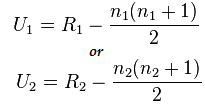 U₁ = R₁ − n₁(n₁ + 1) / 2
or
U₂ = R₂ − n₂(n₂ + 1) / 2